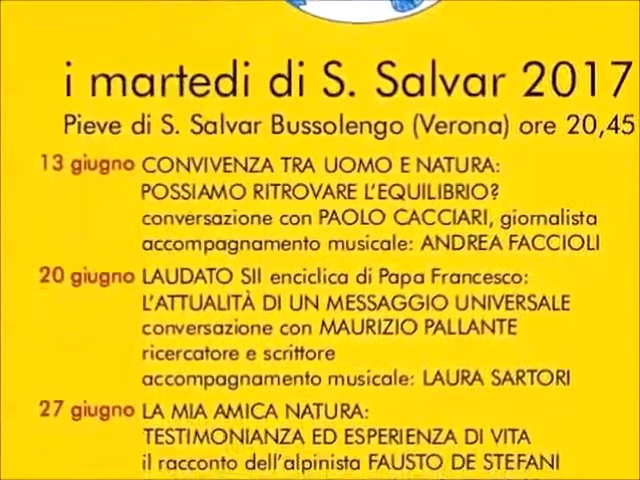 i martedi di S. Salvar 2017
Pieve di S. Salvar Bussolengo (Verona) ore 20,45
13 giugno CONVIVENZA TRA UOMO E NATURA:
POSSIAMO RITROVARE L'EQUILIBRIO?
conversazione con PAOLO CACCIARI, giornalista
accompagnamento musicale: ANDREA FACCIOLI
20 giugno LAUDATO SII enciclica di Papa Francesco:
L'ATTUALITÀ DI UN MESSAGGIO UNIVERSALE
conversazione con MAURIZIO PALLANTE
ricercatore e scrittore
accompagnamento musicale: LAURA SARTORI
27 giugno LA MIA AMICA NATURA:
TESTIMONIANZA ED ESPERIENZA DI VITA
il racconto dell'alpinista FAUSTO DE STEFANI